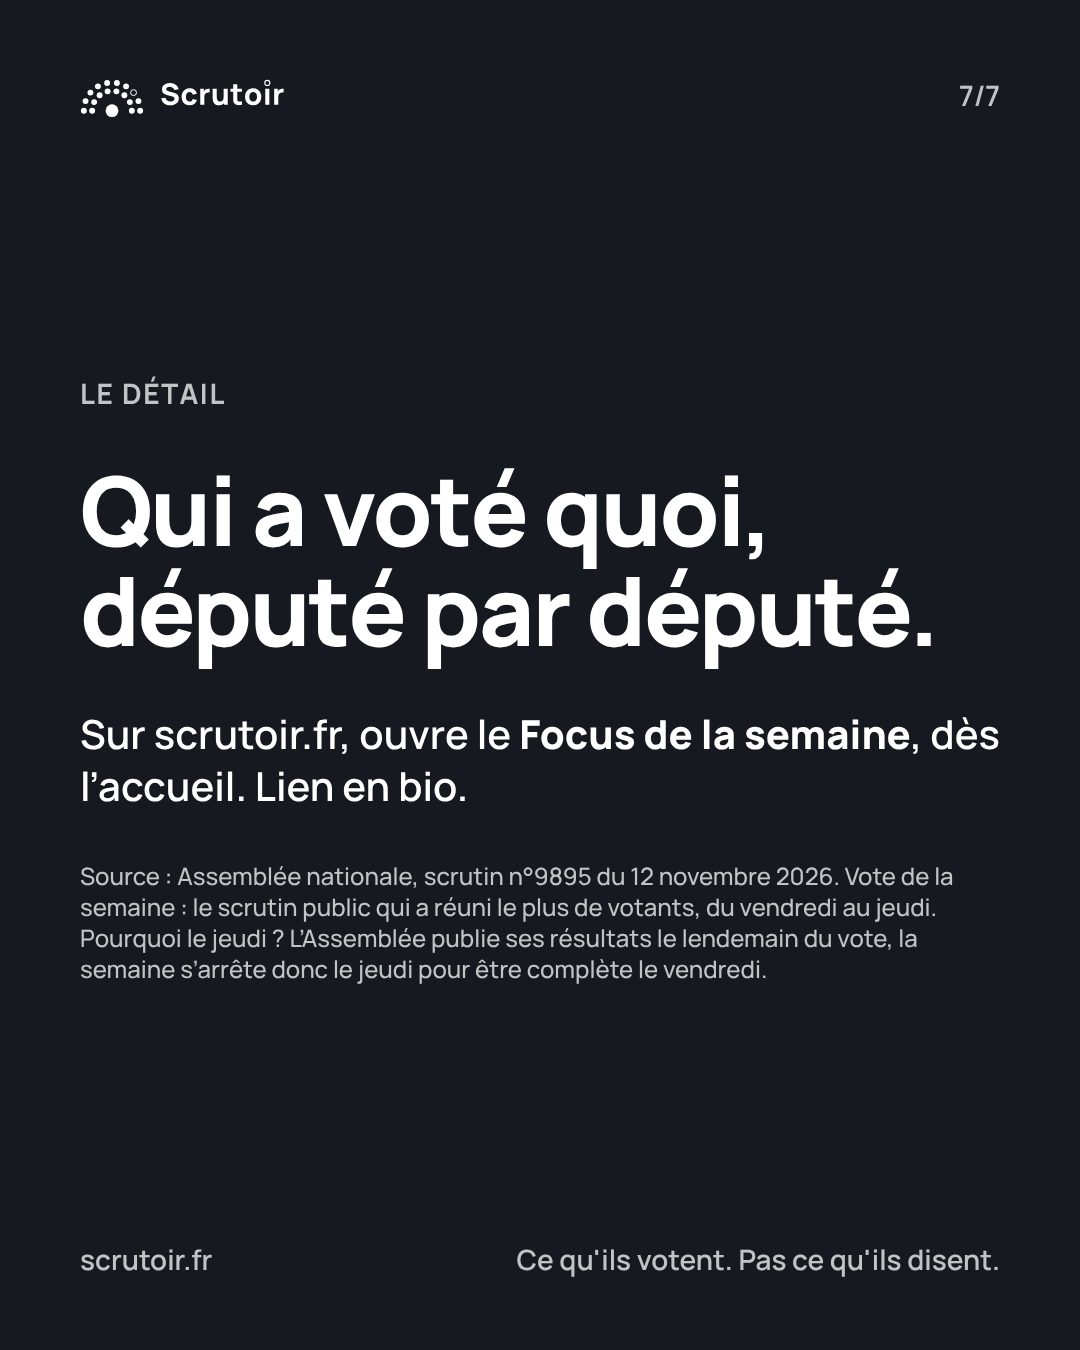 Scrutoir
7/7
LE DÉTAIL
Qui a voté quoi,
député par député.
Sur scrutoir.fr, ouvre le Focus de la semaine, dès
l’accueil. Lien en bio.
Source : Assemblée nationale, scrutin n°9895 du 12 novembre 2026. Vote de la
semaine : le scrutin public qui a réuni le plus de votants, du vendredi au jeudi.
Pourquoi le jeudi ? L’Assemblée publie ses résultats le lendemain du vote, la
semaine s’arrête donc le jeudi pour être complète le vendredi.
scrutoir.fr
Ce qu'ils votent. Pas ce qu'ils disent.